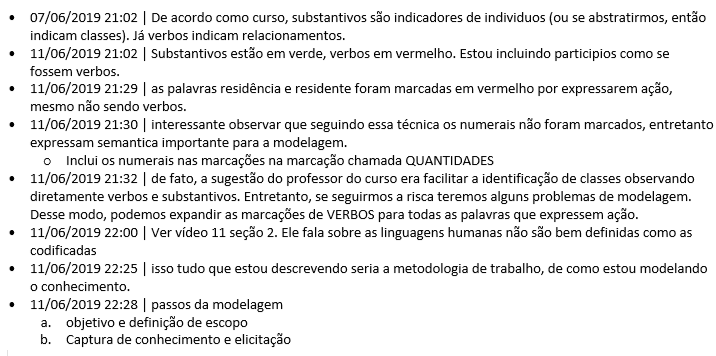 • 07/06/2019 21:02 | De acordo como curso, substantivos são indicadores de individuos (ou se abstratirmos, então
indicam classes). Já verbos indicam relacionamentos.
• 11/06/2019 21:02 | Substantivos estão em verde, verbos em vermelho. Estou incluindo participios como se
fossem verbos.
• 11/06/2019 21:29 | as palavras residência e residente foram marcadas em vermelho por expressarem ação,
mesmo não sendo verbos.
• 11/06/2019 21:30 | interessante observar que seguindo essa técnica os numerais não foram marcados, entretanto
expressam semantica importante para a modelagem.
o Inclui os numerais nas marcações na marcação chamada QUANTIDADES
• 11/06/2019 21:32 | de fato, a sugestão do professor do curso era facilitar a identificação de classes observando
diretamente verbos e substantivos. Entretanto, se seguirmos a risca teremos alguns problemas de modelagem.
Desse modo, podemos expandir as marcações de VERBOS para todas as palavras que expressem ação.
• 11/06/2019 22:00 | Ver vídeo 11 seção 2. Ele fala sobre as linguagens humanas não são bem definidas como as
codificadas
• 11/06/2019 22:25 | isso tudo que estou descrevendo seria a metodologia de trabalho, de como estou modelando
o conhecimento.
• 11/06/2019 22:28 | passos da modelagem
a. objetivo e definição de escopo
b. Captura de conhecimento e elicitação